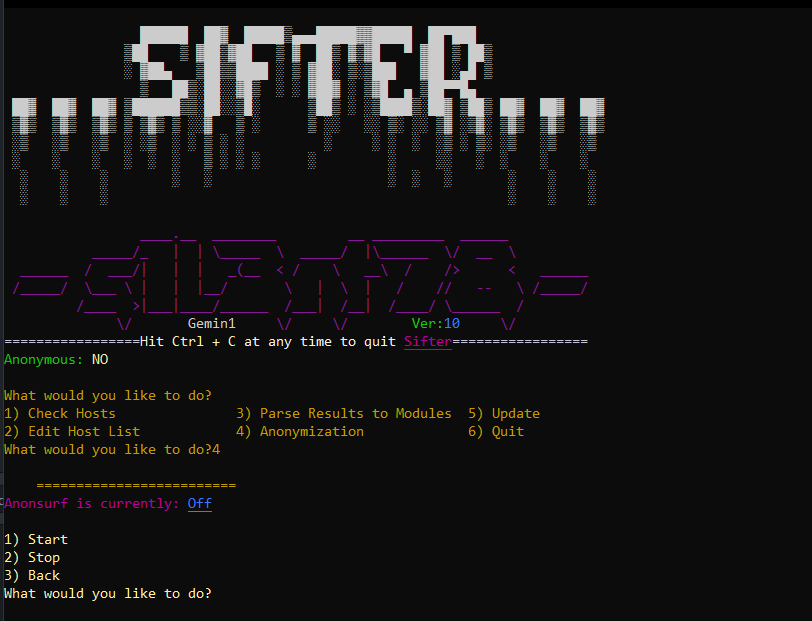 SIFTER
-s1l3nt78-
Gemin1 Ver:10
=================Hit Ctrl + C at any time to quit Sifter=================
Anonymous: NO
What would you like to do?
1) Check Hosts 3) Parse Results to Modules 5) Update
2) Edit Host List 4) Anonymization 6) Quit
What would you like to do?4
=========================
Anonsurf is currently: Off
1) Start
2) Stop
3) Back
What would you like to do?